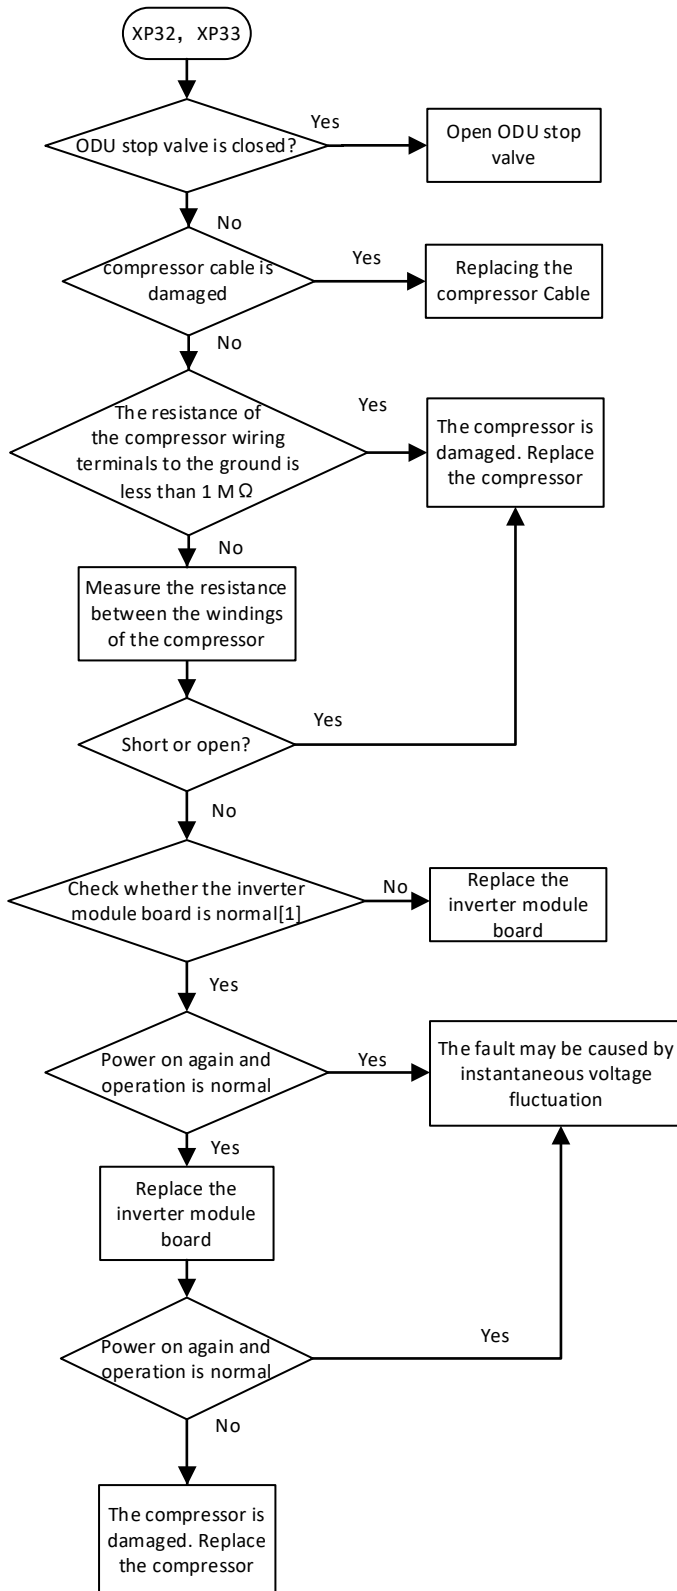 XP32, XP33
ODU stop valve is closed?
Yes
Open ODU stop
valve
No
compressor cable is
damaged
Yes
Replacing the
compressor Cable
No
The resistance of
the compressor wiring
terminals to the ground is
less than 1 M Ω
Yes
The compressor is
damaged. Replace
the compressor
No
Measure the resistance
between the windings
of the compressor
Short or open?
Yes
No
Check whether the inverter
module board is normal[1]
No
Replace the
inverter module
board
Yes
Power on again and
operation is normal
Yes
The fault may be caused by
instantaneous voltage
fluctuation
Yes
Replace the
inverter module
board
Power on again and
operation is normal
Yes
No
The compressor is
damaged. Replace
the compressor